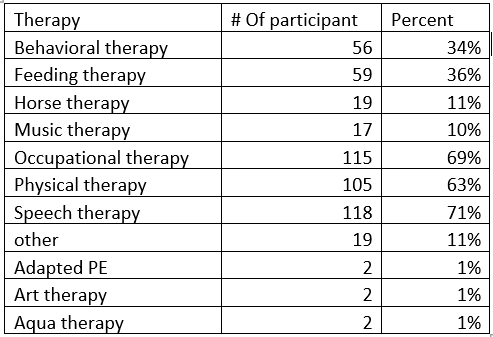 Therapy # Of participant Percent
Behavioral therapy 56 34%
Feeding therapy 59 36%
Horse therapy 19 11%
Music therapy 17 10%
Occupational therapy 115 69%
Physical therapy 105 63%
Speech therapy 118 71%
other 19 11%
Adapted PE 2 1%
Art therapy 2 1%
Aqua therapy 2 1%